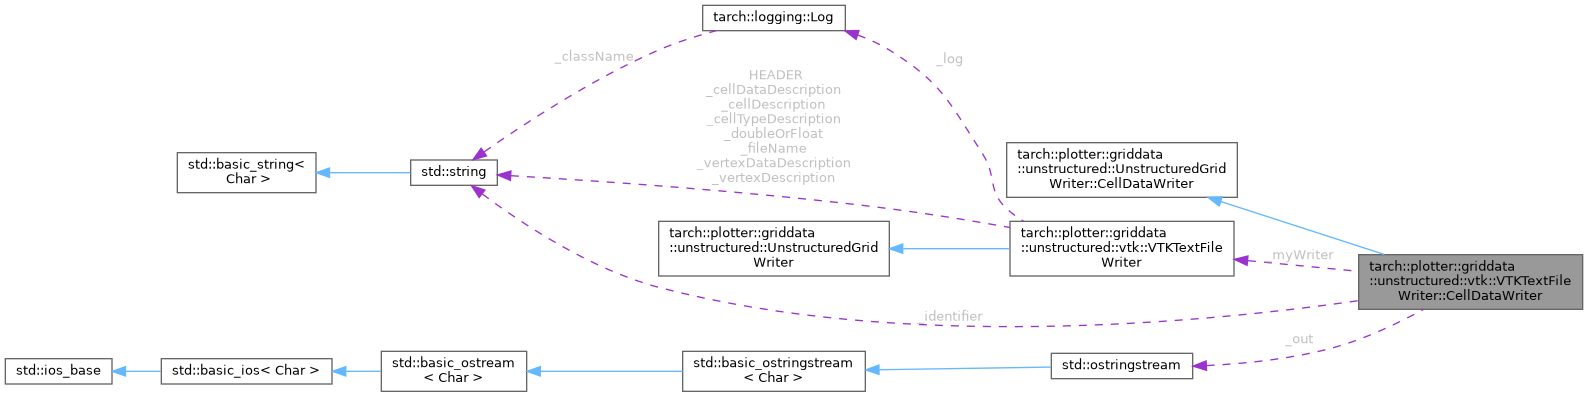 tarch::logging::Log
_className
_log
HEADER
_cellDataDescription
_cellDescription
_cellTypeDescription
_doubleOrFloat
_fileName
_vertexDataDescription
_vertexDescription
std::basic_string<
Char >
std::string
tarch::plotter::griddata
::unstructured::UnstructuredGrid
Writer::CellDataWriter
tarch::plotter::griddata
::unstructured::UnstructuredGrid
Writer
tarch::plotter::griddata
::unstructured::vtk::VTKTextFile
Writer
myWriter
tarch::plotter::griddata
::unstructured::vtk::VTKTextFile
Writer::CellDataWriter
identifier
_out
std::ios_base
std::basic_ios< Char >
std::basic_ostream
< Char >
std::basic_ostringstream
< Char >
std::ostringstream